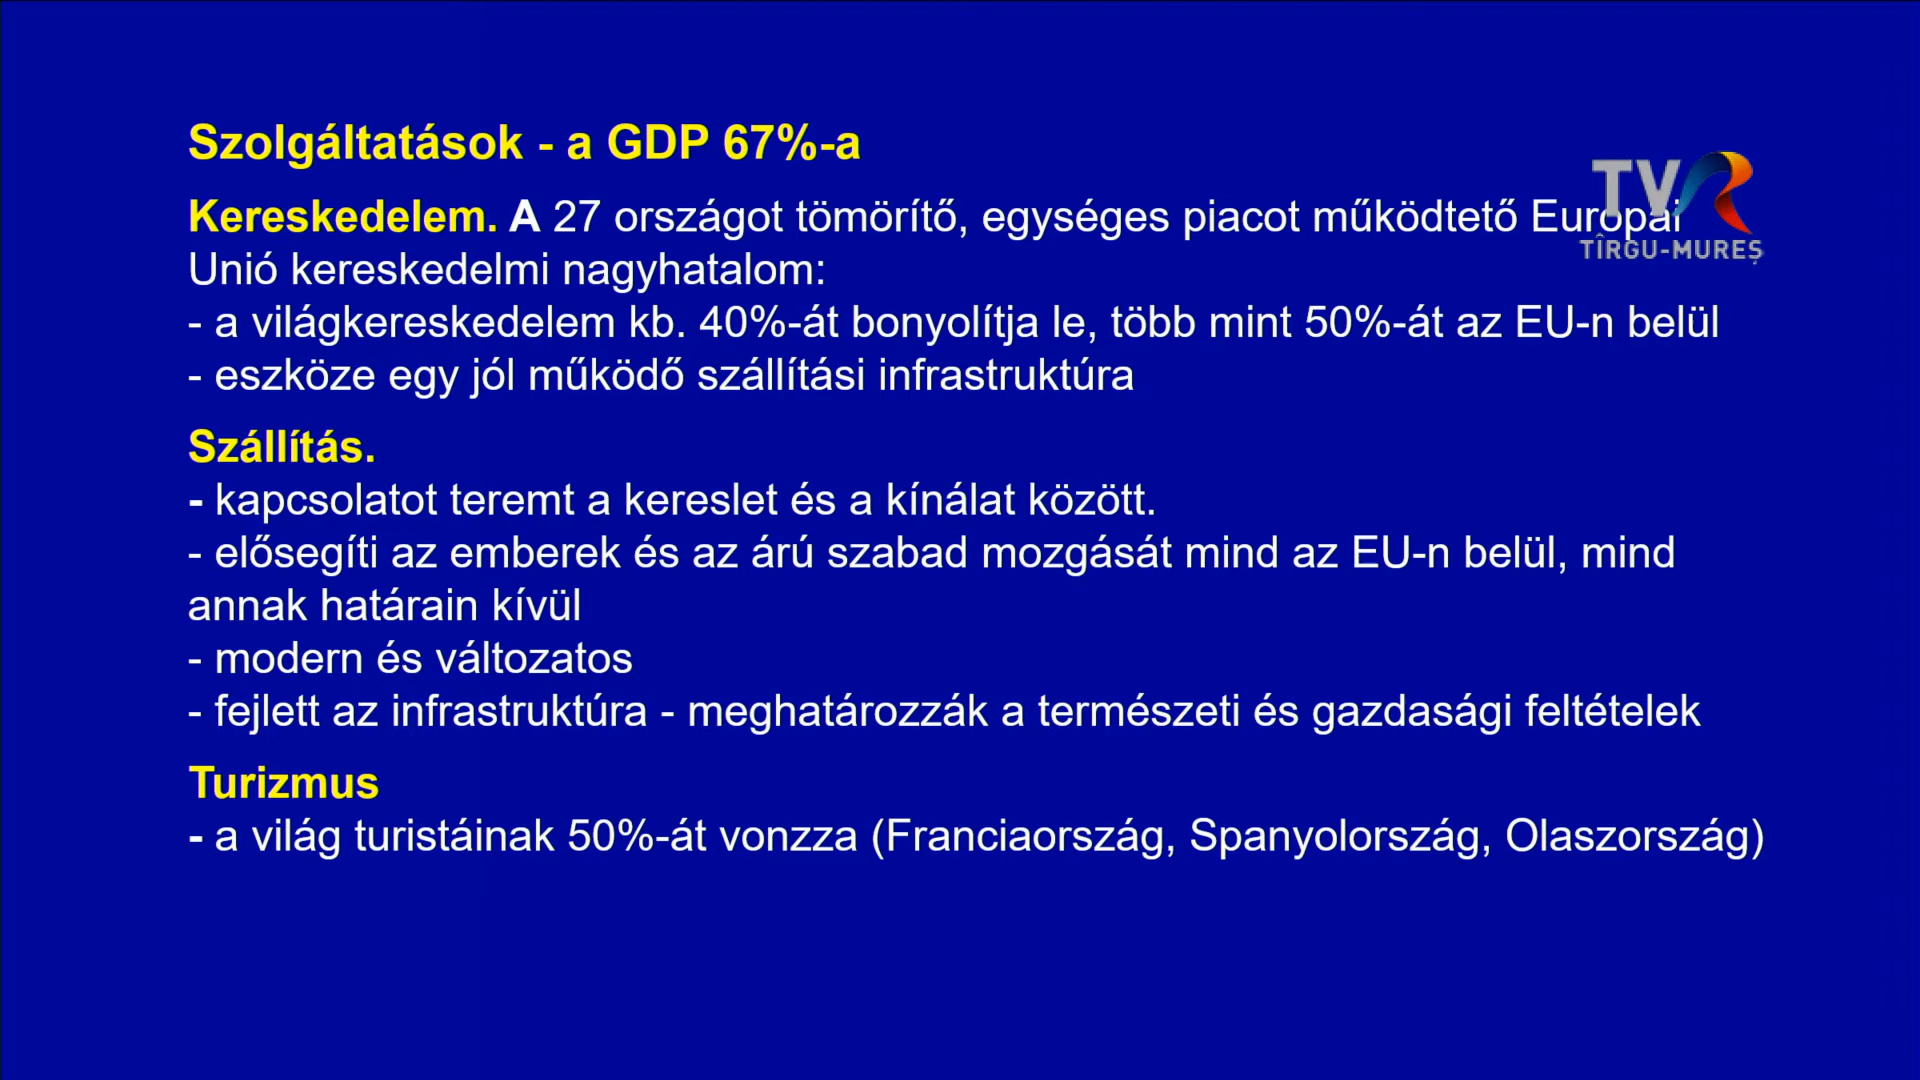 Szolgáltatások - a GDP 67%-a
Kereskedelem. A 27 országot tömörítő, egységes piacot működtető Európai
Unió kereskedelmi nagyhatalom:
- a világkereskedelem kb. 40%-át bonyolítja le, több mint 50%-át az EU-n belül
- eszköze egy jól működő szállítási infrastruktúra
Szállítás.
- kapcsolatot teremt a kereslet és a kínálat között.
- elősegíti az emberek és az árú szabad mozgását mind az EU-n belül, mind
annak határain kívül
- modern és változatos
- fejlett az infrastruktúra - meghatározzák a természeti és gazdasági feltételek
Turizmus
- a világ turistáinak 50%-át vonzza (Franciaország, Spanyolország, Olaszország)
TVR
TÎRGU-MUREȘ